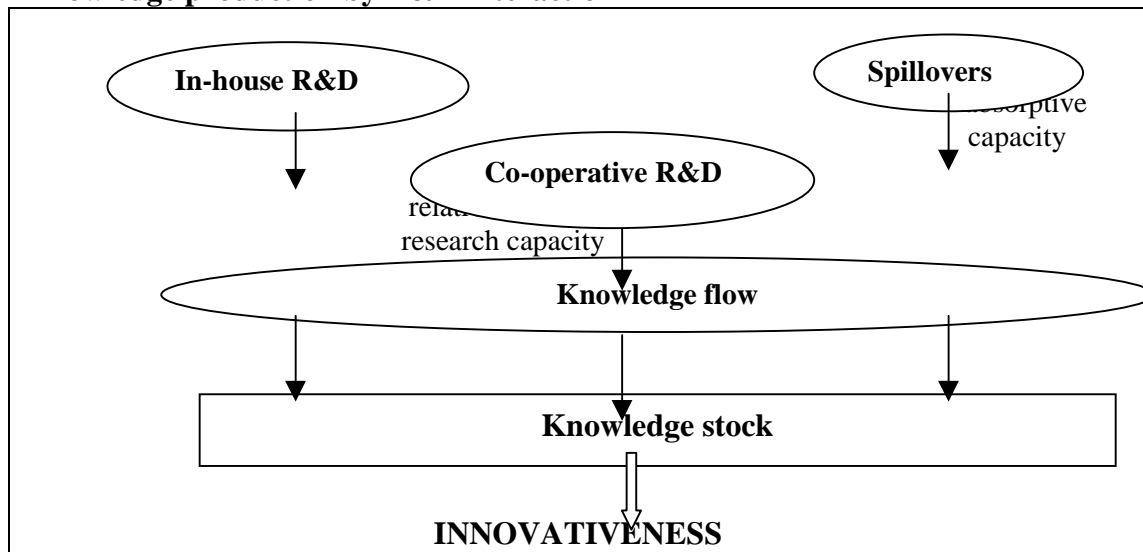 In-house R&D
Spillovers
capacity
Co-operative R&D
research capacity
Knowledge flow
Knowledge stock
INNOVATIVENESS